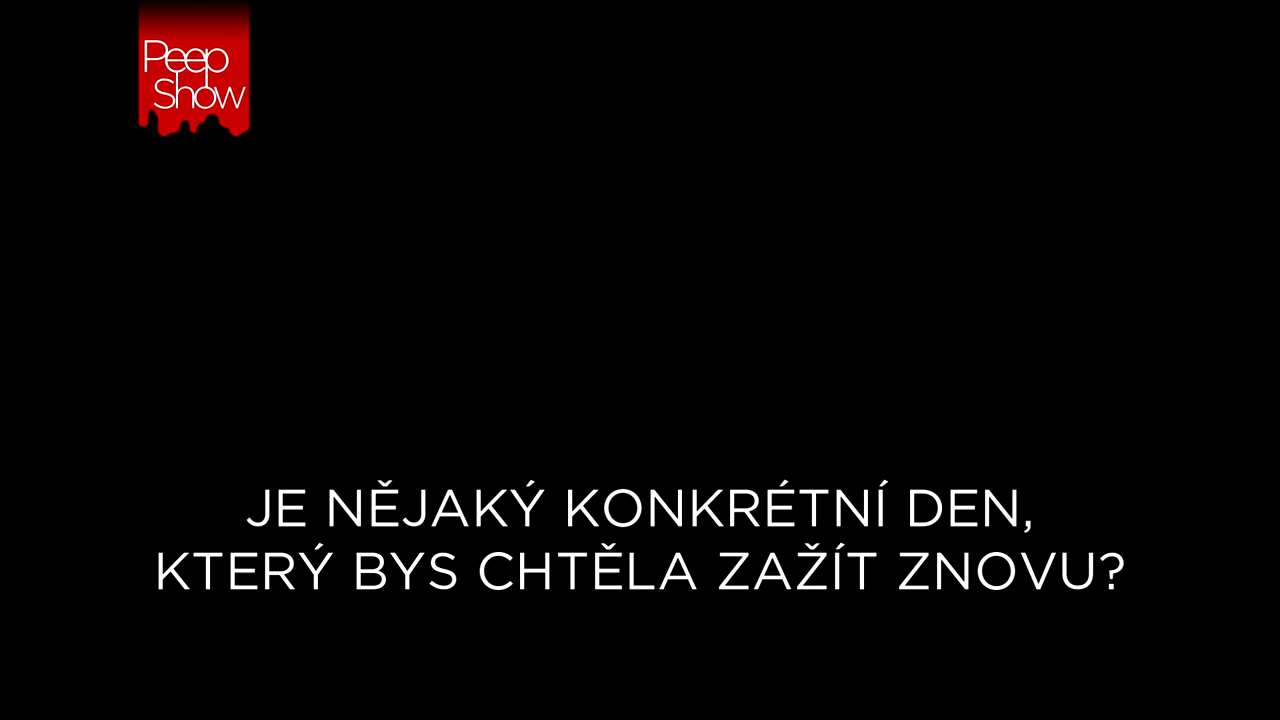 Peep
Show
JE NĚJAKÝ KONKRÉTNÍ DEN,
KTERÝ BYS CHTĚLA ZAŽÍT ZNOVU?